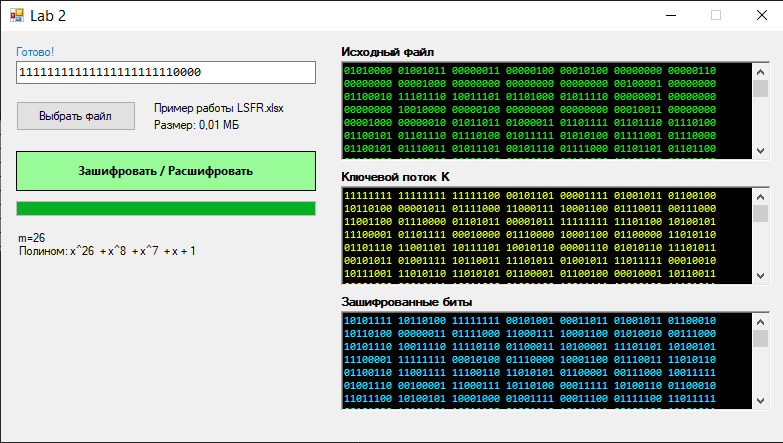 Lab 2
Готово!
11111111111111111111110000
Выбрать файл
Пример работы LSFR.xlsx
Размер: 0,01 МБ
Зашифровать / Расшифровать
m=26
Полином: x^26 + x^8 + x^7 + x + 1
Исходный файл
01010000 01001011 00000011 00000100 00010100 00000000 00000110
00000000 00001000 00000000 00000000 00000000 00100001 00000000
01100010 11101110 10011101 01101000 01011110 00000001 00000000
00000000 10010000 00000100 00000000 00000000 00010011 00000000
00001000 00000010 01011011 01000011 01101111 01101110 01110100
01100101 01101110 01110100 01011111 01010100 01111001 01110000
01100101 01110011 01011101 00101110 01111000 01101101 01101100
Ключевой поток K
11111111 11111111 11111100 00101101 00001111 01001011 01100100
10110100 00001011 01111000 11000111 10001100 01110011 00111000
11001100 01110000 01101011 00001011 11111111 11101100 10100101
11100001 01101111 00010000 01110000 10001100 01100000 11010110
01101110 11001101 10111101 10010110 00001110 01010110 11101011
00101011 01001111 10110011 11101011 01001011 11011111 00010010
10111001 11010110 11010101 01100001 01100100 00010001 10110011
Зашифрованные биты
10101111 10110100 11111111 00101001 00011011 01001011 01100010
10110100 00000011 01111000 11000111 10001100 01010010 00111000
10101110 10011110 11110110 01100011 10100001 11101101 10100101
11100001 11111111 00010100 01110000 10001100 01110011 11010110
01100110 11001111 11100110 11010101 01100001 00111000 10011111
01001110 00100001 11000111 10110100 00011111 10100110 01100010
11011100 10100101 10001000 01001111 00011100 01111100 11011111